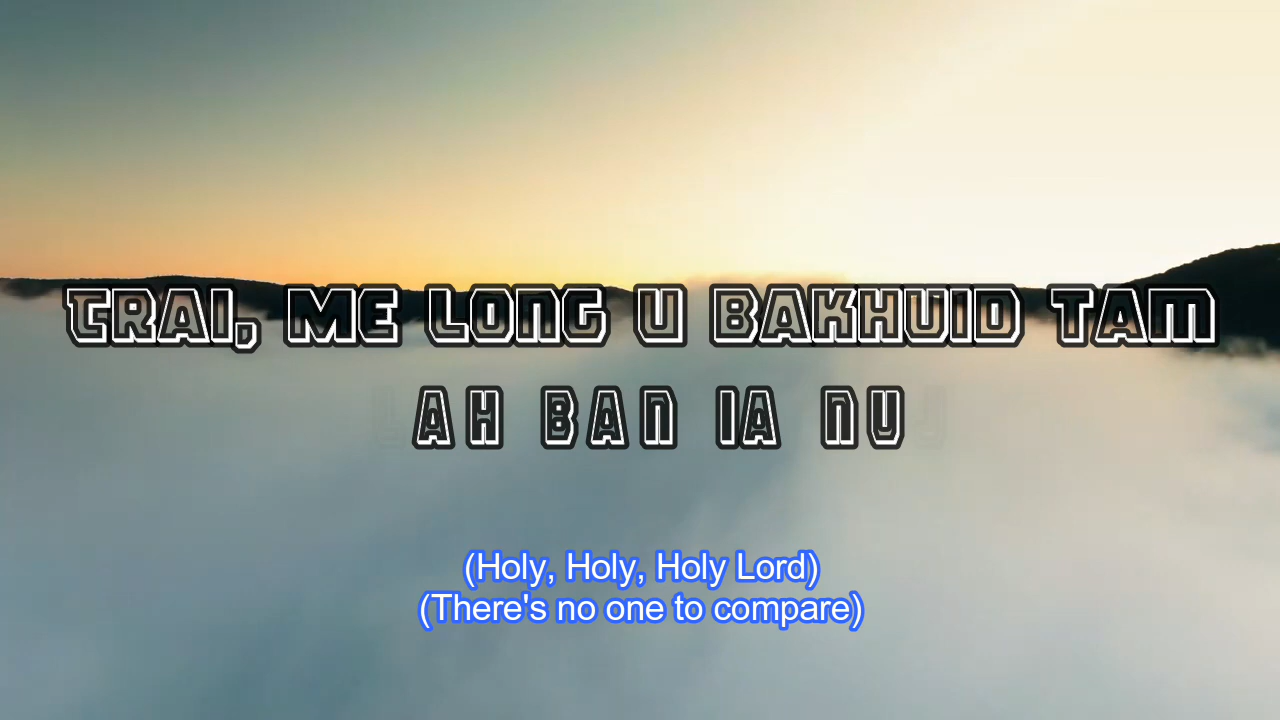 TRAI, ME LONG U BAKHUID TAM
AH BAN IA NU
(Holy, Holy, Holy Lord)
(There's no one to compare)